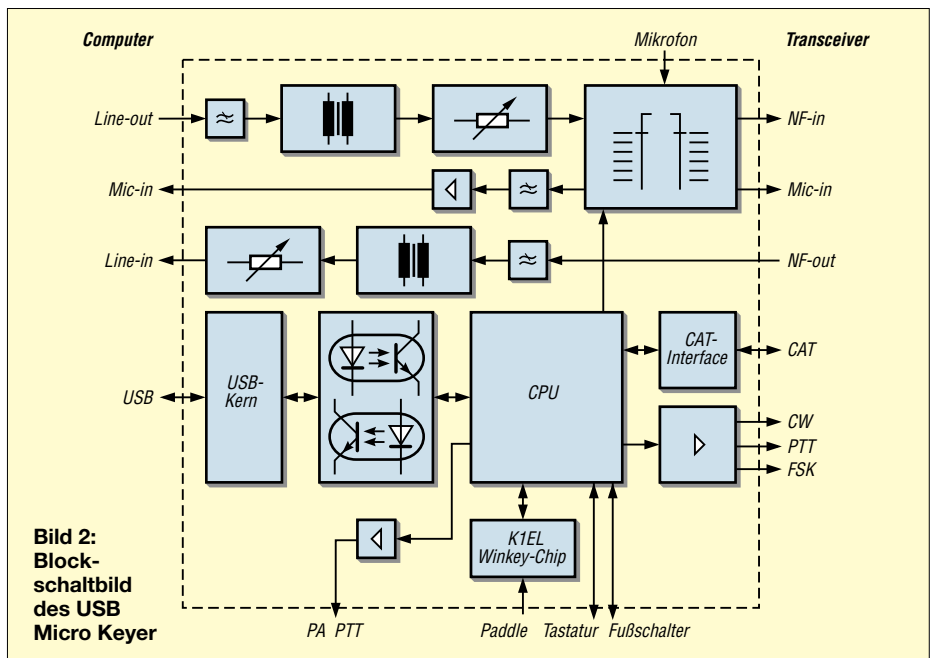 Computer
Mikrofon
Transceiver
Line-out
NF-in
Mic-in
Mic-in
Line-in
NF-out
USB
USB-
Kern
CPU
CAT-
Interface
CAT
CW
PTT
FSK
K1EL
Winkey-Chip
Bild 2:
Block-
schaltbild
des USB
Micro Keyer
PA PTT
Paddle
Tastatur
Fußschalter